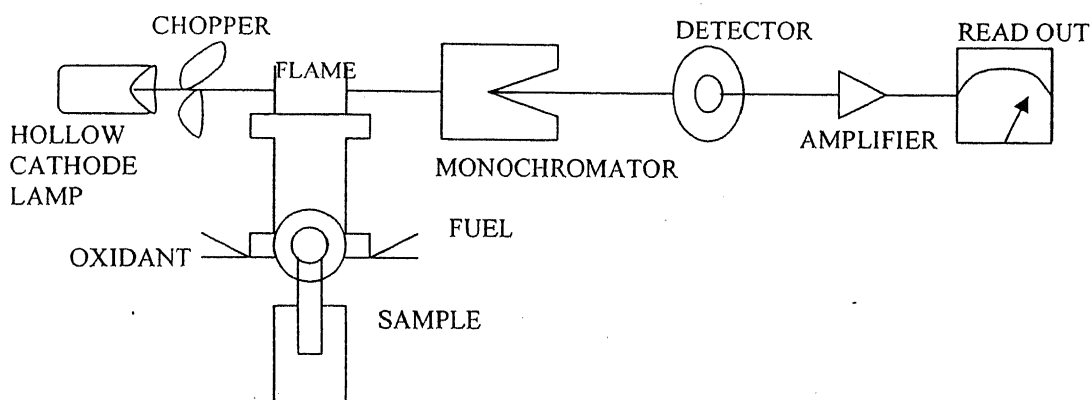 CHOPPER
DETECTOR
READ OUT
FLAME
HOLLOW
CATHODE
LAMP
MONOCHROMATOR
AMPLIFIER
OXIDANT
FUEL
SAMPLE